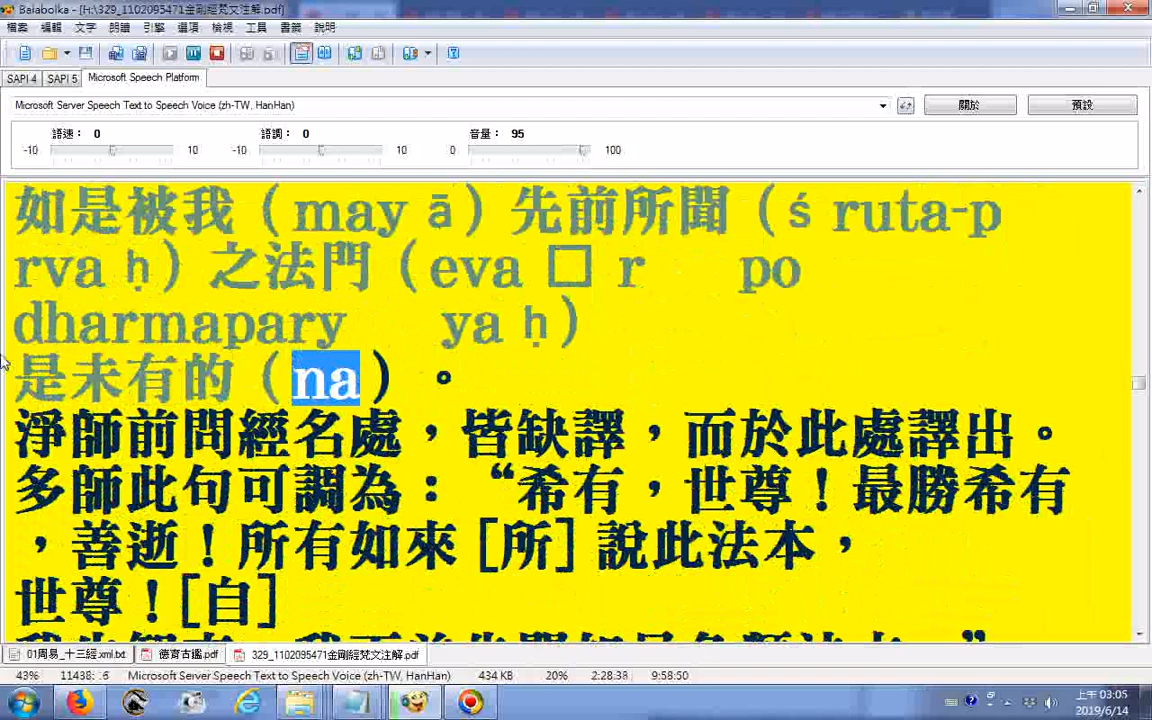 Balabolka - [H:\329_1102095471金剛經梵文注解.pdf]
檔案 編輯 文字 朗讀 引擎 選項 檢視 工具 書籤 說明
SAPI 4 SAPI 5 Microsoft Speech Platform
Microsoft Server Speech Text to Speech Voice (zh-TW, HanHan) 關於 預設
語速： 0 語調： 0 音量： 95
-10 10 -10 10 0 100
如是被我（may ā）先前所聞（ś ruta-p
rva ḥ）之法門（eva □ r po
dharmapary ya ḥ）
是未有的（na）。
淨師前問經名處，皆缺譯，而於此處譯出。
多師此句可調為：“希有，世尊！最勝希有
，善逝！所有如來[所]說此法本，
世尊！[自]
01周易_十三經.xml.txt 德育古鑑.pdf 329_1102095471金剛經梵文注解.pdf
43% 11438: .6 Microsoft Server Speech Text to Speech Voice (zh-TW, HanHan) 434 KB 20% 2:28:38 9:58:50
上午 03:05
2019/6/14